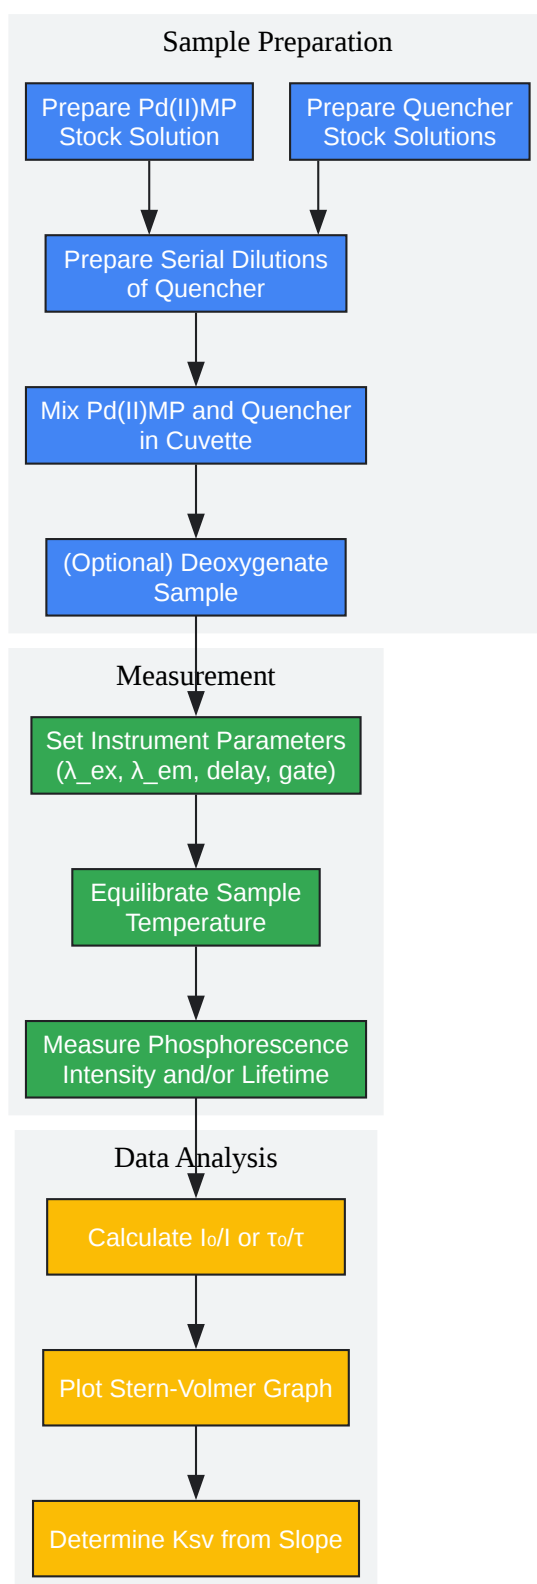 Sample Preparation
Prepare Pd(II)MP
Stock Solution
Prepare Quencher
Stock Solutions
Prepare Serial Dilutions
of Quencher
Mix Pd(II)MP and Quencher
in Cuvette
(Optional) Deoxygenate
Sample
Measurement
Set Instrument Parameters
(λ_ex, λ_em, delay, gate)
Equilibrate Sample
Temperature
Measure Phosphorescence
Intensity and/or Lifetime
Data Analysis
Calculate I₀/I or τ₀/τ
Plot Stern-Volmer Graph
Determine Ksv from Slope